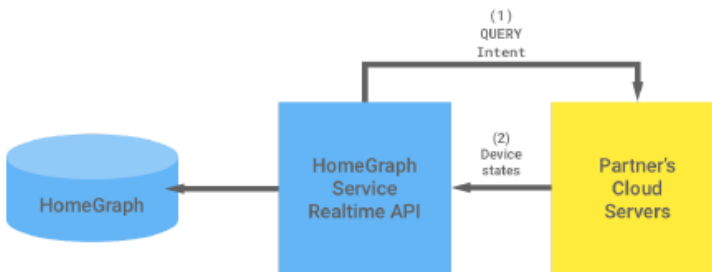 (1)
QUERY
Intent
HomeGraph
HomeGraph
Service
Realtime API
(2)
Device
states
Partner's
Cloud
Servers